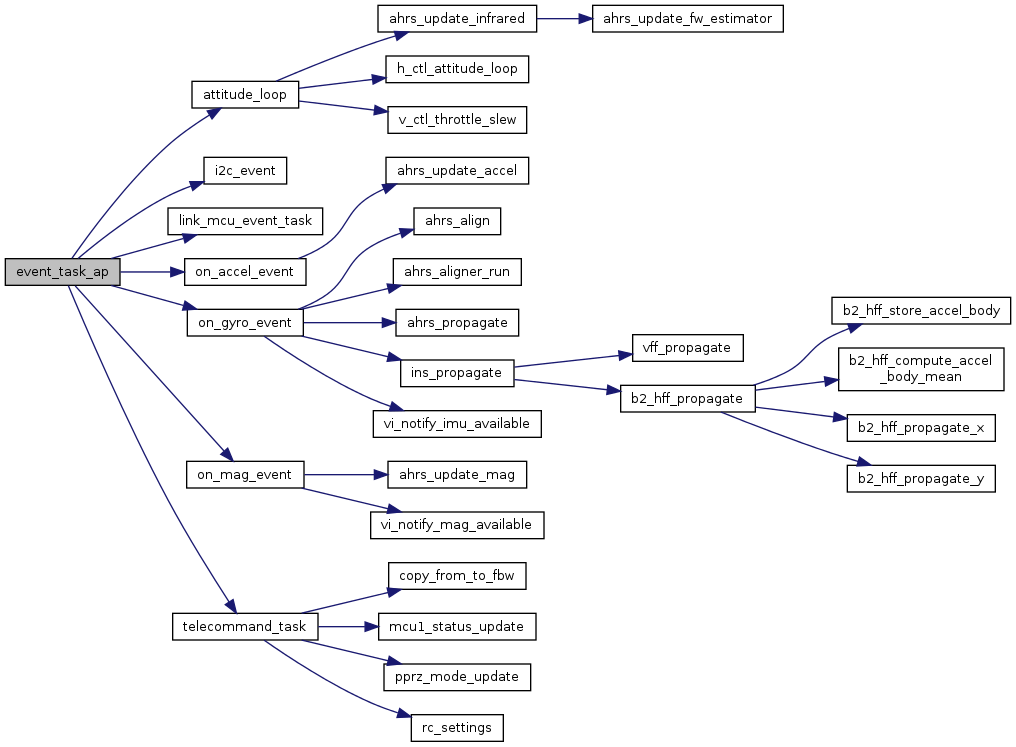 ahrs_update_infrared
ahrs_update_fw_estimator
h_ctl_attitude_loop
attitude_loop
v_ctl_throttle_slew
i2c_event
ahrs_update_accel
link_mcu_event_task
ahrs_align
event_task_ap
on_accel_event
ahrs_aligner_run
b2_hff_store_accel_body
on_gyro_event
ahrs_propagate
vff_propagate
b2_hff_compute_accel
_body_mean
ins_propagate
b2_hff_propagate
vi_notify_imu_available
b2_hff_propagate_x
on_mag_event
ahrs_update_mag
b2_hff_propagate_y
vi_notify_mag_available
copy_from_to_fbw
telecommand_task
mcu1_status_update
pprz_mode_update
rc_settings